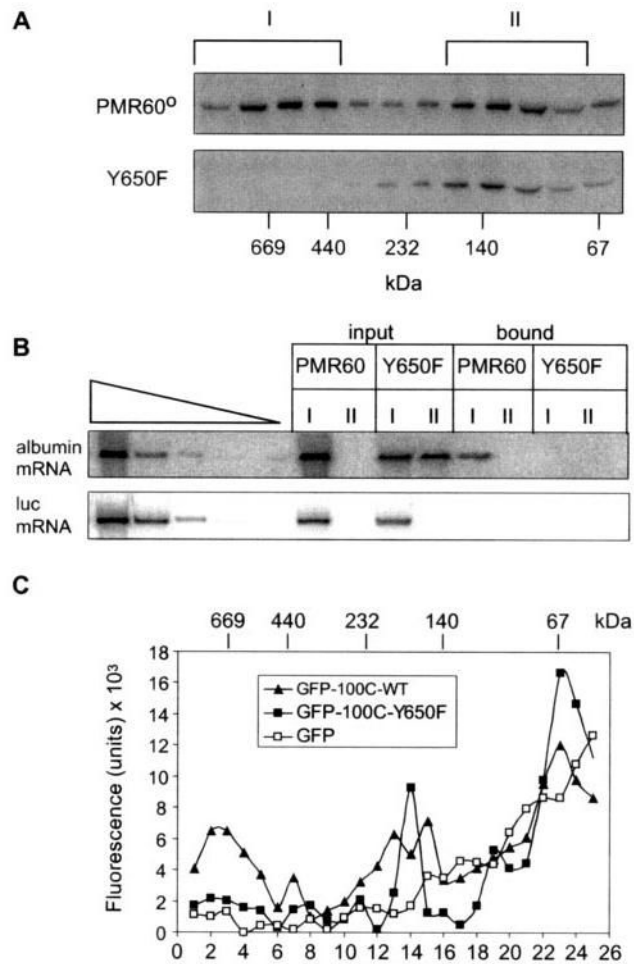 A
I II
PMR60º
Y650F
669 440 232 140 67
kDa
B
input bound
PMR60 Y650F PMR60 Y650F
I II I II I II I II
albumin
mRNA
luc
mRNA
C
669 440 232 140 67 kDa
Fluorescence (units) x 10³
18
16
14
12
10
8
6
4
2
0
GFP-100C-WT
GFP-100C-Y650F
GFP
0 2 4 6 8 10 12 14 16 18 20 22 24 26